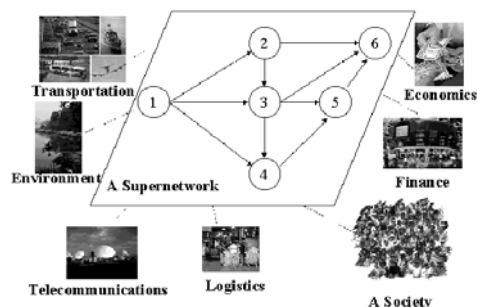 2
6
Transportation
1
3
5
Economics
4
Environment
A Supernetwork
Finance
Telecommunications
Logistics
A Society